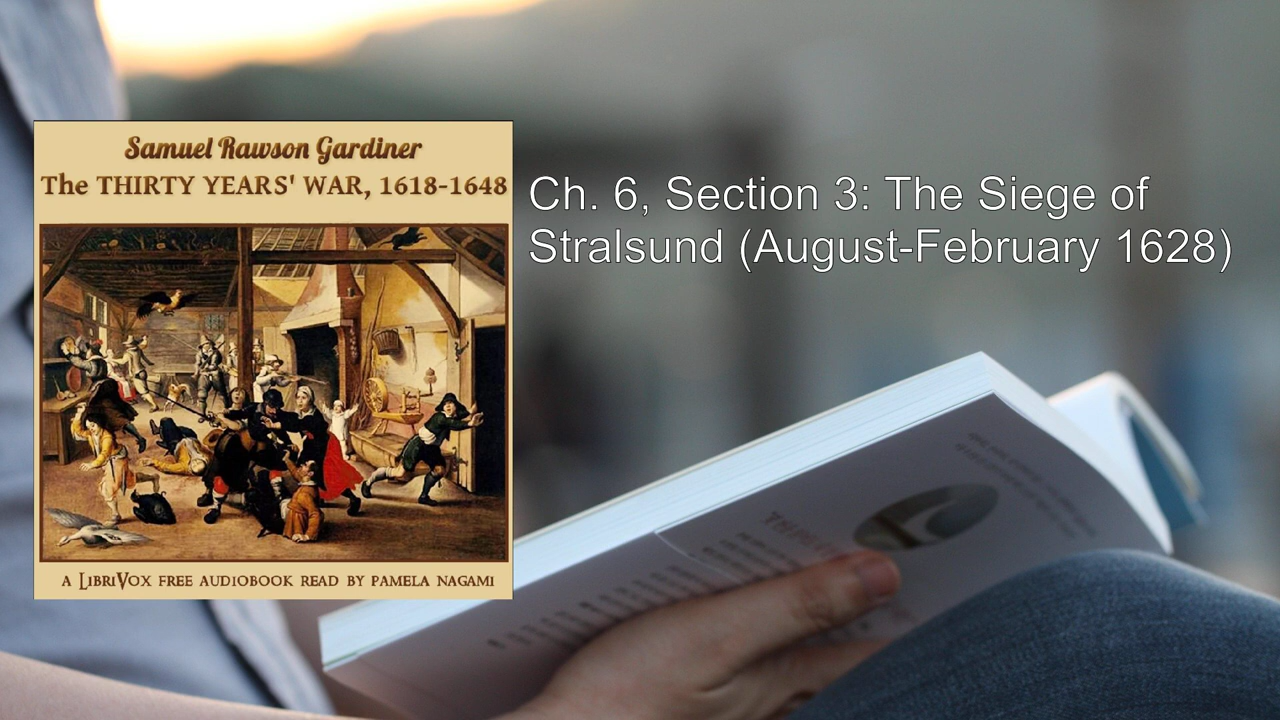 Samuel Rawson Gardiner
The THIRTY YEARS' WAR, 1618-1648
Ch. 6, Section 3: The Siege of
Stralsund (August-February 1628)
A LIBRIVOX FREE AUDIOBOOK READ BY PAMELA NAGAMI